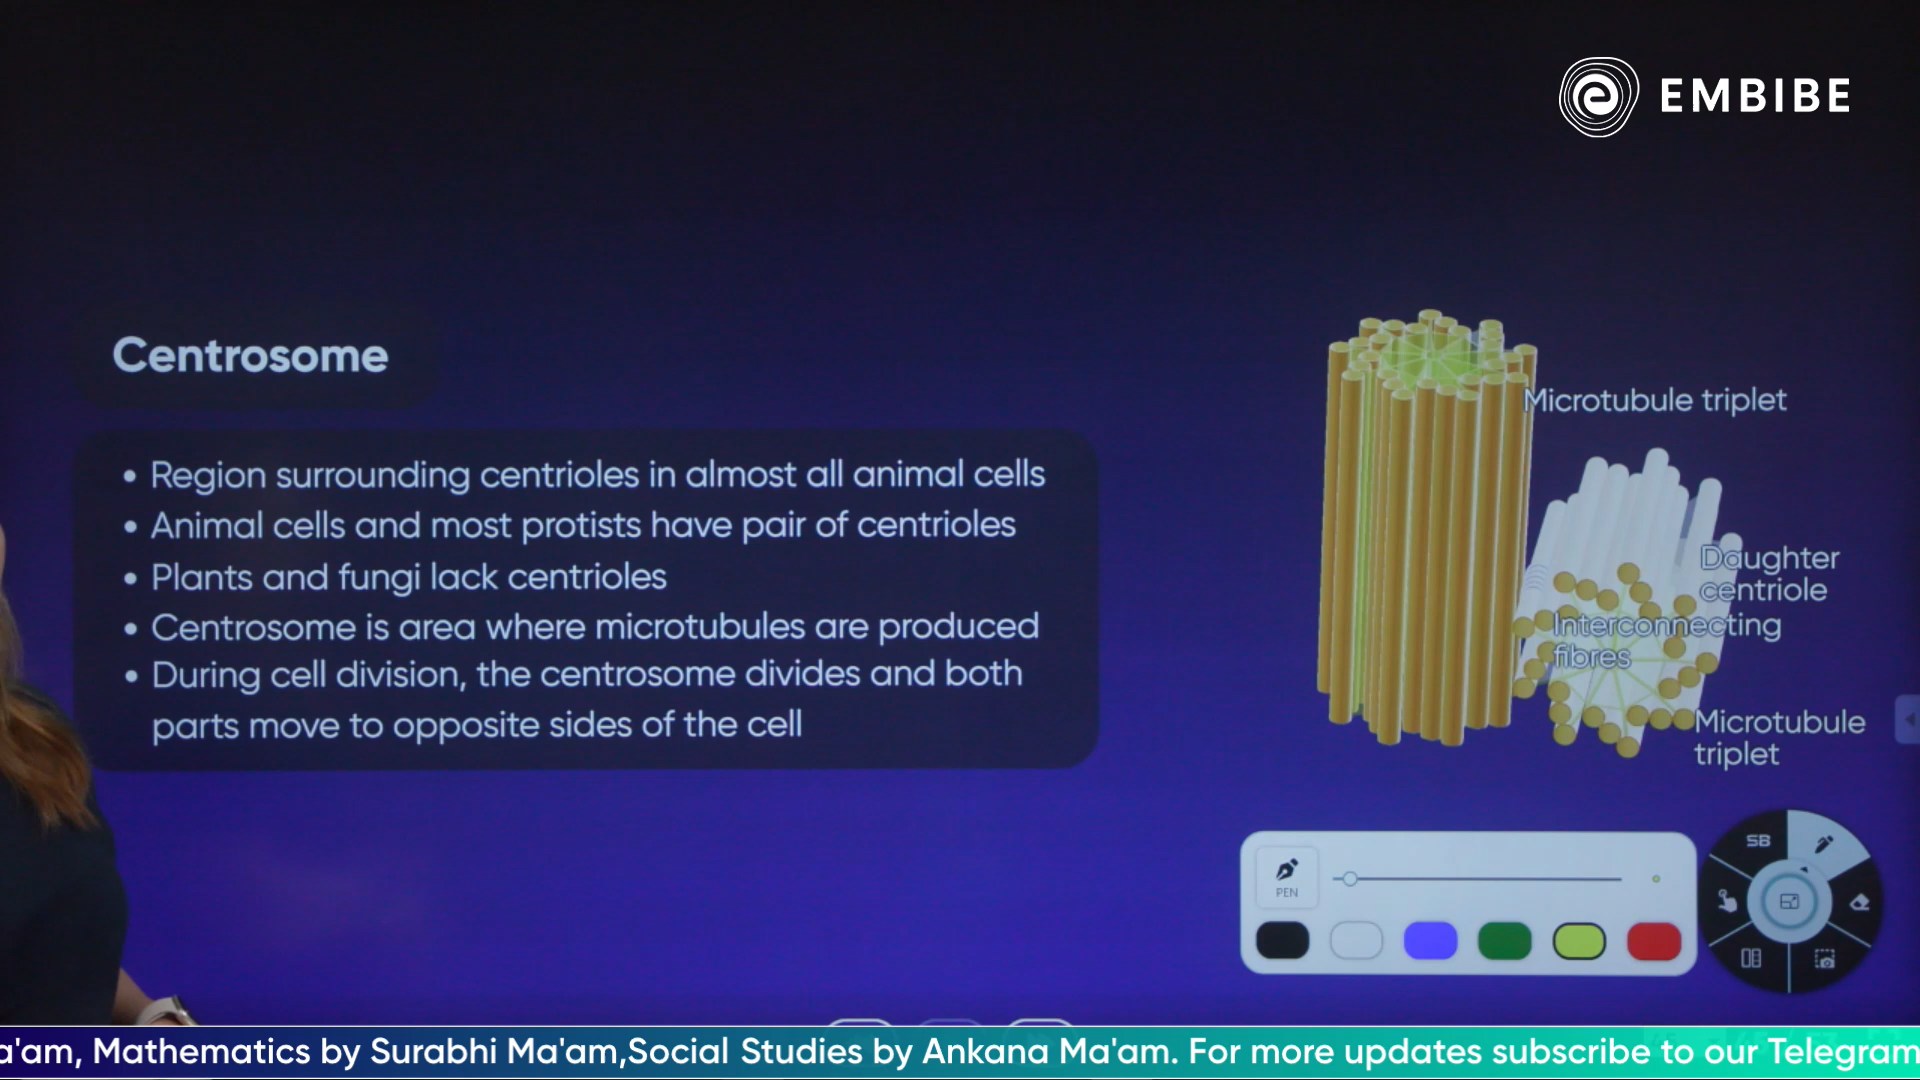 EMBIBE
Centrosome
• Region surrounding centrioles in almost all animal cells
• Animal cells and most protists have pair of centrioles
• Plants and fungi lack centrioles
• Centrosome is area where microtubules are produced
• During cell division, the centrosome divides and both
parts move to opposite sides of the cell
Microtubule triplet
Daughter
centriole
Interconnecting
fibres
Microtubule
triplet
SB
PEN
a'am, Mathematics by Surabhi Ma'am,Social Studies by Ankana Ma'am. For more updates subscribe to our Telegram